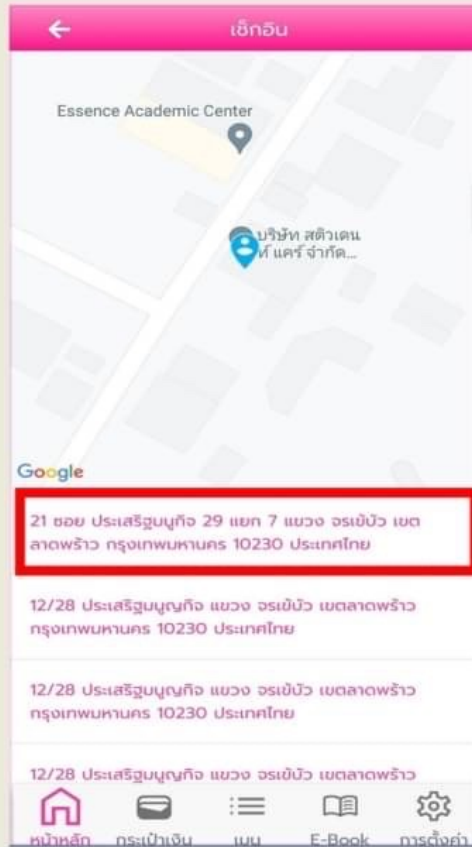 เช็กอิน
Essence Academic Center
บริษัท สติวเดน
ท์ แคร์ จำกัด...
Google
21 ซอย ประเสริฐมนูกิจ 29 แยก 7 แขวง จรเข้บัว เขต
ลาดพร้าว กรุงเทพมหานคร 10230 ประเทศไทย
12/28 ประเสริฐมนูญกิจ แขวง จรเข้บัว เขตลาดพร้าว
กรุงเทพมหานคร 10230 ประเทศไทย
12/28 ประเสริฐมนูญกิจ แขวง จรเข้บัว เขตลาดพร้าว
กรุงเทพมหานคร 10230 ประเทศไทย
12/28 ประเสริฐมนูญกิจ แขวง จรเข้บัว เขตลาดพร้าว
หน้าหลัก กระเป๋าเงิน เมนู E-Book การตั้งค่า